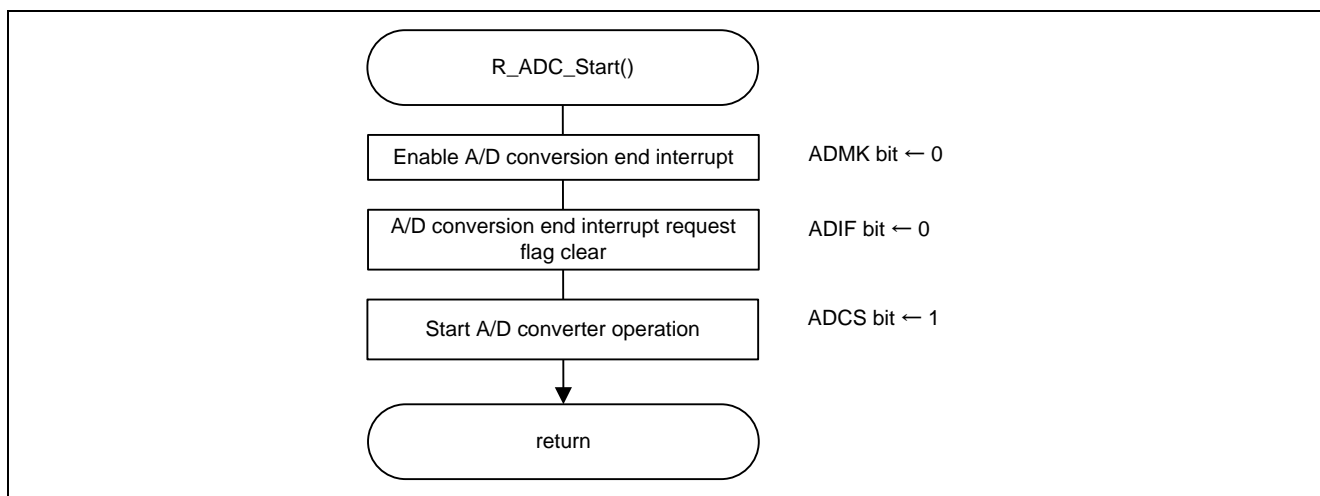 R_ADC_Start()
Enable A/D conversion end interrupt
ADMK bit ← 0
A/D conversion end interrupt request
flag clear
ADIF bit ← 0
Start A/D converter operation
ADCS bit ← 1
return